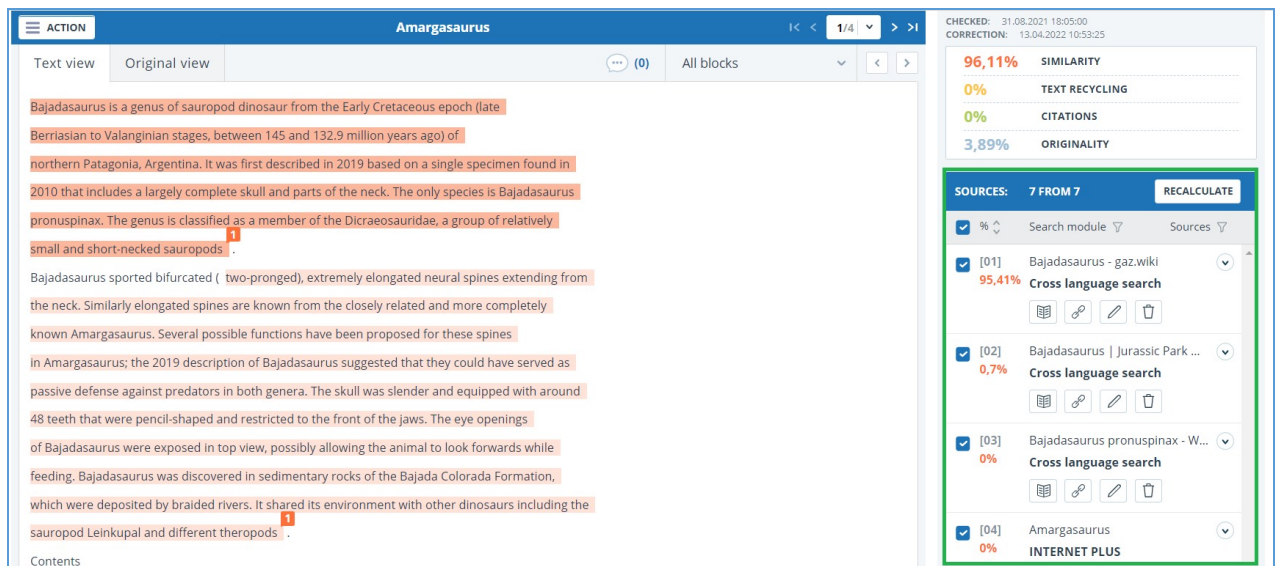 ACTION
Amargasaurus
1/4
Text view
Original view
(0)
All blocks
Bajadasaurus is a genus of sauropod dinosaur from the Early Cretaceous epoch (late
Berriasian to Valanginian stages, between 145 and 132.9 million years ago) of
northern Patagonia, Argentina. It was first described in 2019 based on a single specimen found in
2010 that includes a largely complete skull and parts of the neck. The only species is Bajadasaurus
pronuspinax. The genus is classified as a member of the Dicraeosauridae, a group of relatively
1
small and short-necked sauropods .
Bajadasaurus sported bifurcated ( two-pronged), extremely elongated neural spines extending from
the neck. Similarly elongated spines are known from the closely related and more completely
known Amargasaurus. Several possible functions have been proposed for these spines
in Amargasaurus; the 2019 description of Bajadasaurus suggested that they could have served as
passive defense against predators in both genera. The skull was slender and equipped with around
48 teeth that were pencil-shaped and restricted to the front of the jaws. The eye openings
of Bajadasaurus were exposed in top view, possibly allowing the animal to look forwards while
feeding. Bajadasaurus was discovered in sedimentary rocks of the Bajada Colorada Formation,
which were deposited by braided rivers. It shared its environment with other dinosaurs including the
1
sauropod Leinkupal and different theropods .
Contents
CHECKED: 31.08.2021 18:05:00
CORRECTION: 13.04.2022 10:53:25
96,11% SIMILARITY
0% TEXT RECYCLING
0% CITATIONS
3,89% ORIGINALITY
SOURCES: 7 FROM 7 RECALCULATE
% Search module Sources
[01] Bajadasaurus - gaz.wiki
95,41% Cross language search
[02] Bajadasaurus | Jurassic Park ...
0,7% Cross language search
[03] Bajadasaurus pronuspinax - W...
0% Cross language search
[04] Amargasaurus
0% INTERNET PLUS